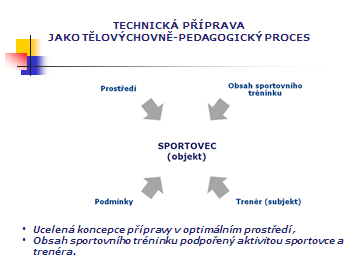 TECHNICKÁ PŘÍPRAVA
JAKO TĚLOVÝCHOVNĚ-PEDAGOGICKÝ PROCES
Prostředí
Obsah sportovního
tréninku
SPORTOVEC
(objekt)
Podmínky
Trenér (subjekt)
• Ucelená koncepce přípravy v optimálním prostředí,
• Obsah sportovního tréninku podpořený aktivitou sportovce a
trenéra.